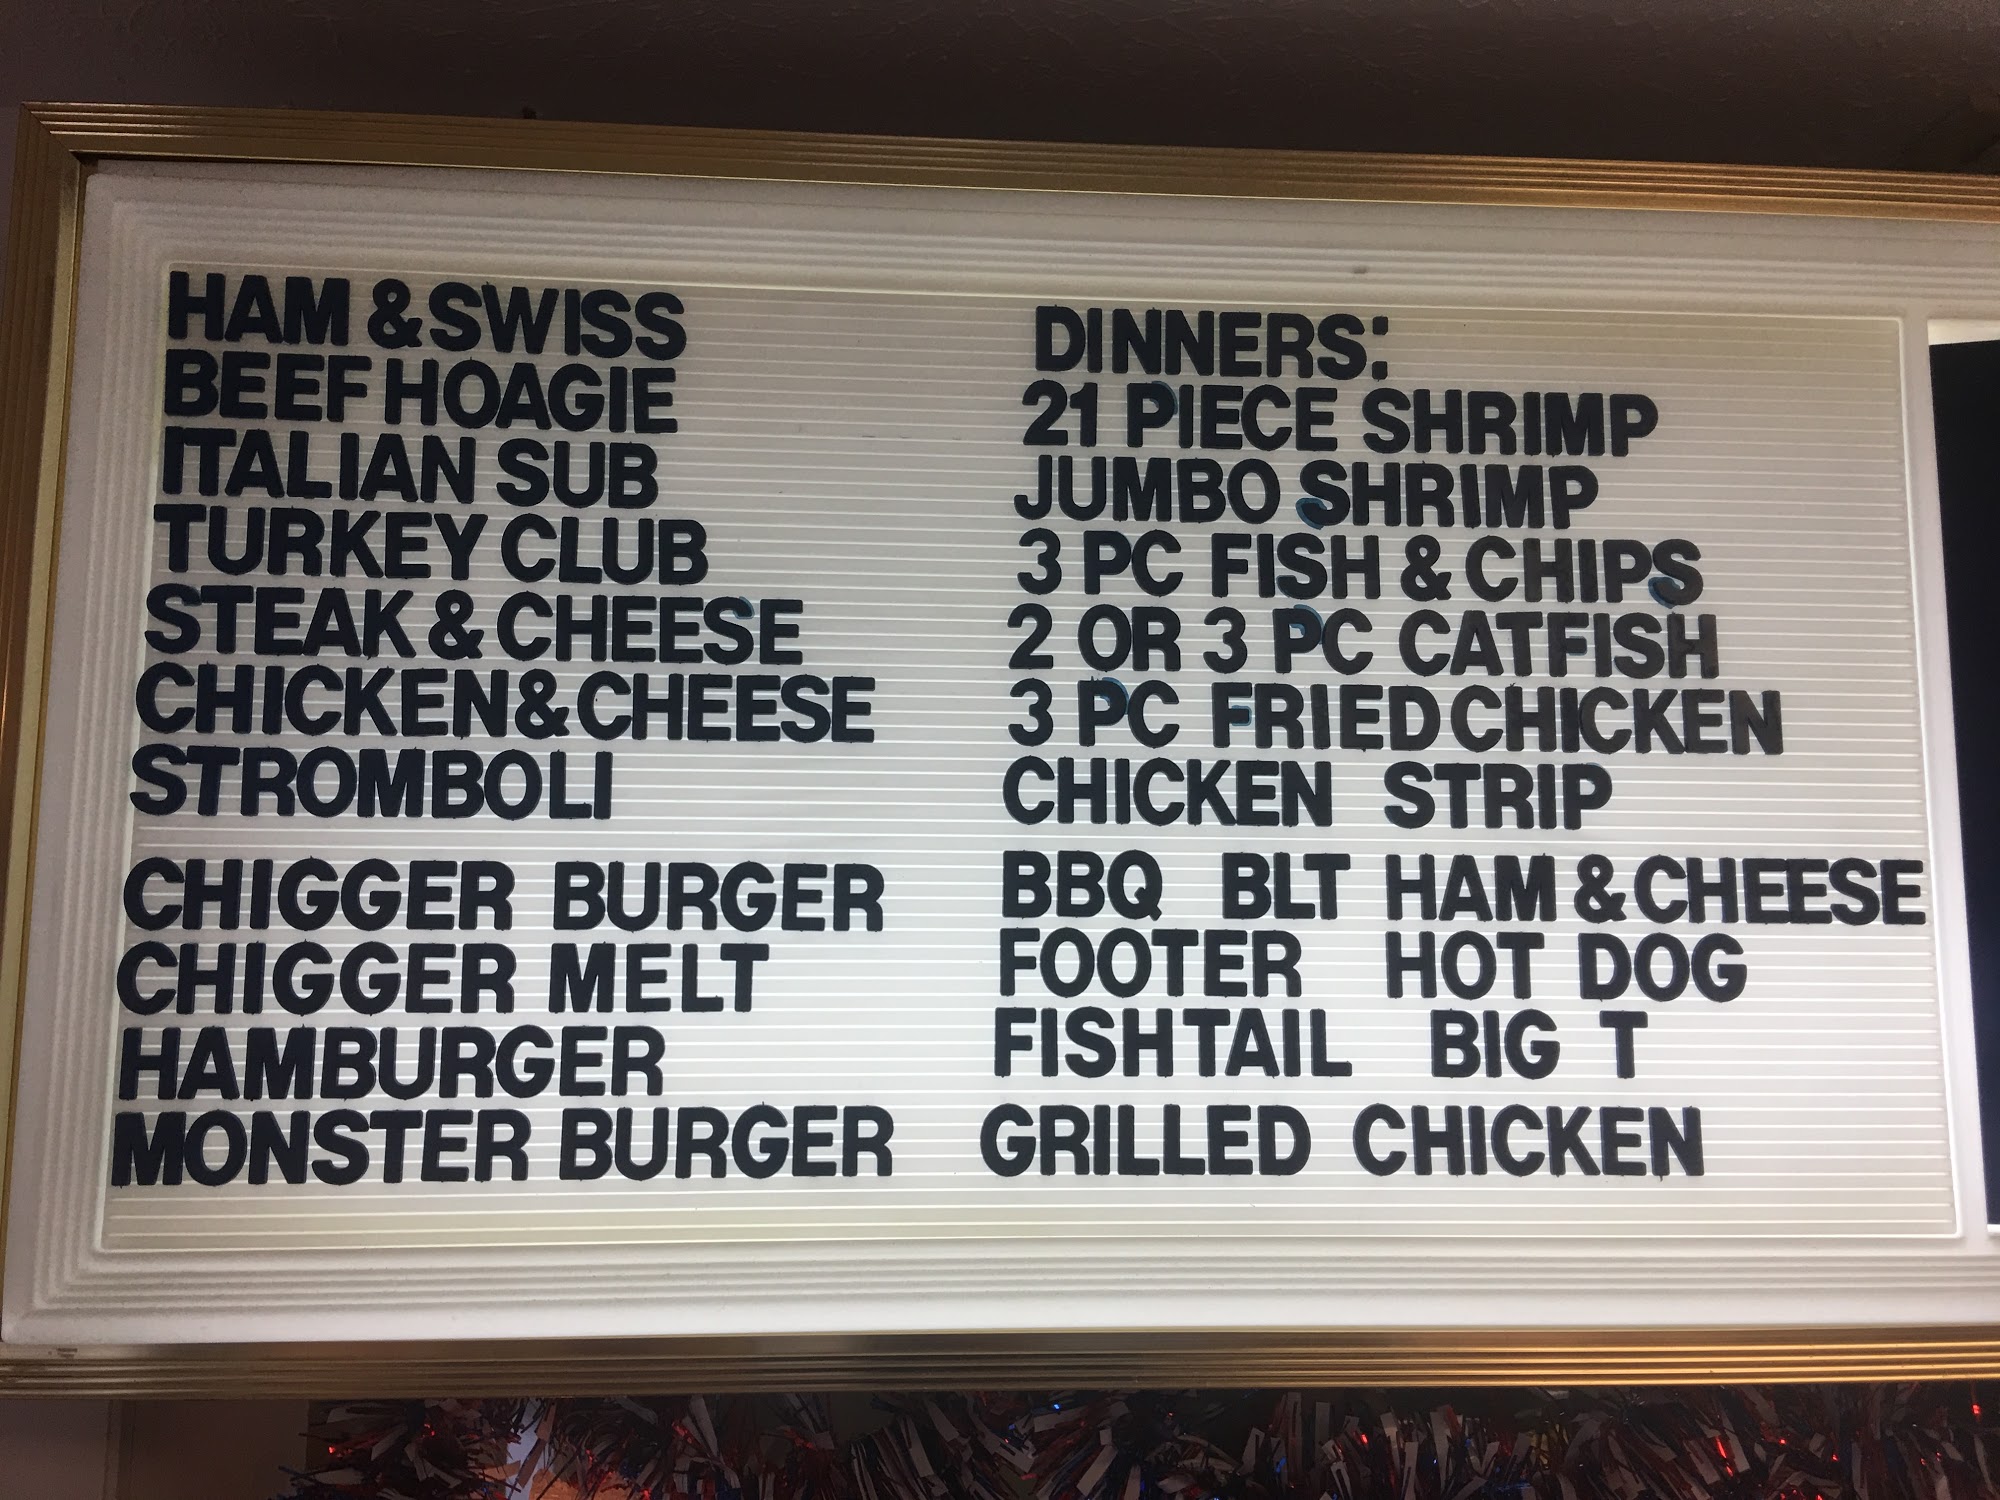 HAM & SWISS
BEEF HOAGIE
ITALIAN SUB
TURKEY CLUB
STEAK & CHEESE
CHICKEN & CHEESE
STROMBOLI
CHIGGER BURGER
CHIGGER MELT
HAMBURGER
MONSTER BURGER
DINNERS:
21 PIECE SHRIMP
JUMBO SHRIMP
3 PC FISH & CHIPS
2 OR 3 PC CATFISH
3 PC FRIED CHICKEN
CHICKEN STRIP
BBQ BLT HAM & CHEESE
FOOTER HOT DOG
FISHTAIL BIG T
GRILLED CHICKEN